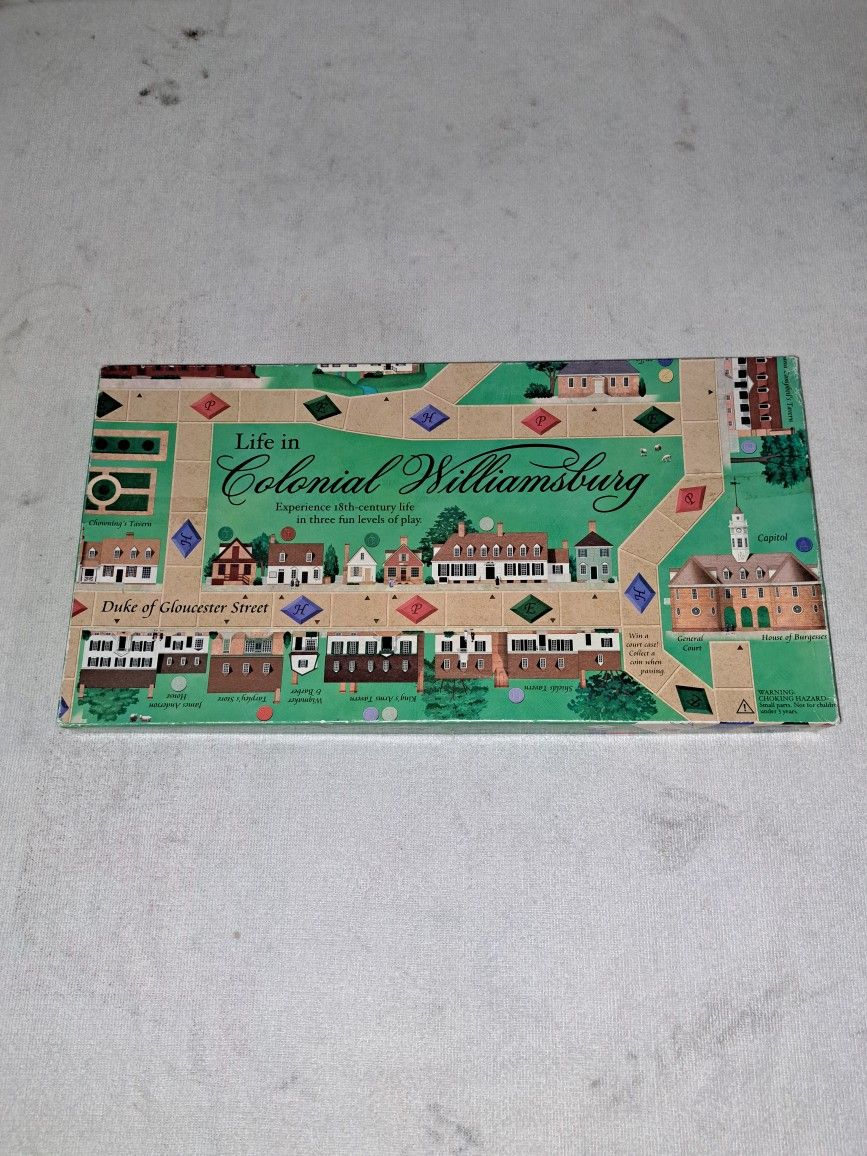 P
E
H
P
E
Life in
Colonial Williamsburg
Experience 18th-century life
in three fun levels of play.
P
Chowning's Tavern
H
Capitol
Duke of Gloucester Street
H
P
E
H
General
Court
House of Burgesses
Win a
court case!
Collect a
coin when
passing.
James Anderson
House
Tarpley's Store
Wigmaker
& Barber
King's Arms Tavern
Shields Tavern
E
WARNING:
CHOKING HAZARD-
Small parts. Not for children
under 3 years.